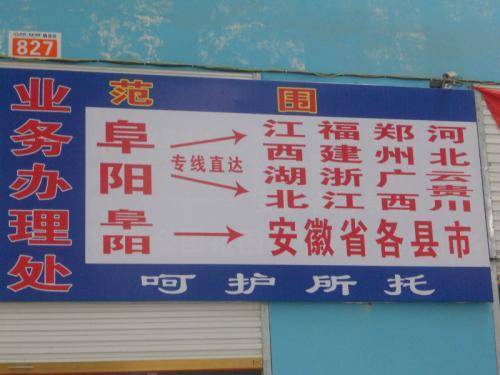 827
业务办理处
范围
阜阳
专线直达
江西 福建 郑州 河北
湖北 浙江 广西 云贵川
阜阳 → 安徽省各县市
呵护所托